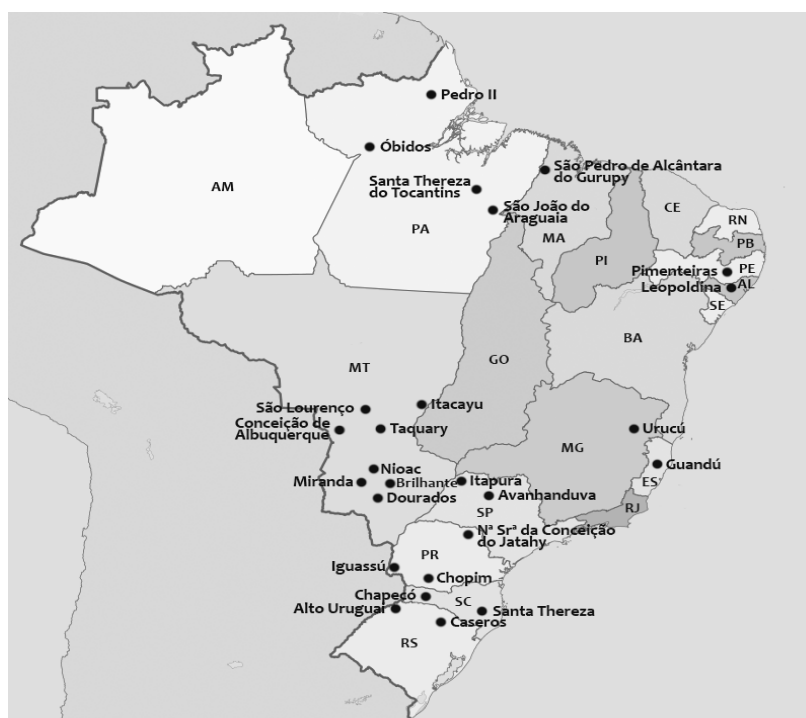 Pedro II
Óbidos
São Pedro de Alcântara
do Gurupy
AM
Santa Thereza
do Tocantins
CE
São João do
Araguaia
RN
PA
MA
PB
PI
Pimenteiras
PE
Leopoldina
AL
SE
BA
GO
MT
Itacayu
São Lourenço
Conceição de
Albuquerque
Taquary
Urucú
MG
Guandú
Nioac
Miranda
Brilhante
Itapura
ES
Dourados
Avanhanduva
RJ
SP
Nª Srª da Conceição
do Jatahy
PR
Iguassú
Chopim
Chapecó
SC
Alto Uruguai
Santa Thereza
Caseros
RS